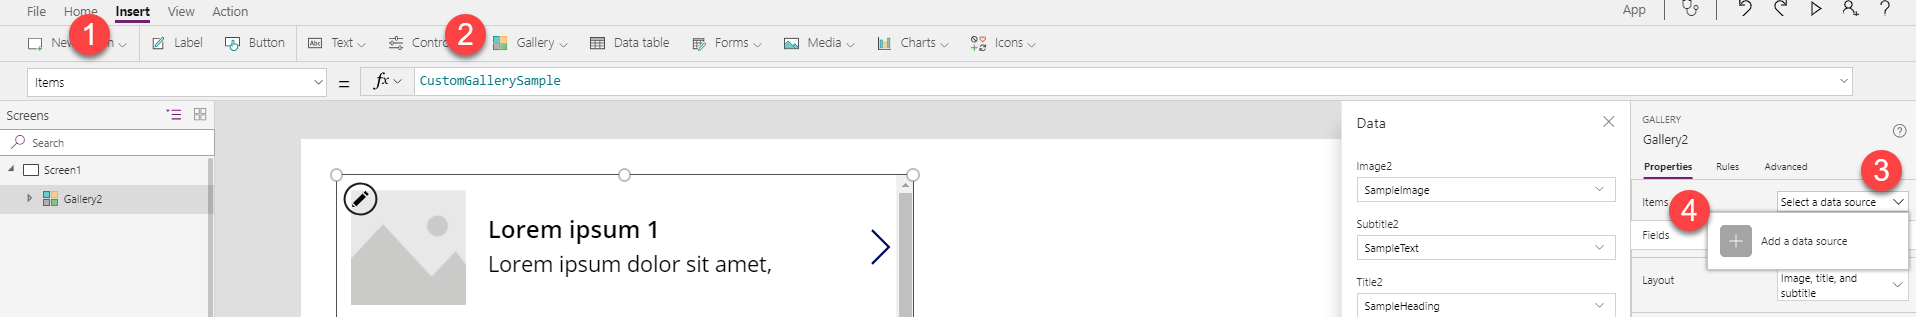 File Home Insert View Action App
1 2
New Label Button Text Gallery Data table Forms Media Charts Icons
Items = fx CustomGallerySample
Screens
Search
Screen1
Gallery2
Lorem ipsum 1
Lorem ipsum dolor sit amet,
Data
Image2
SampleImage
Subtitle2
SampleText
Title2
SampleHeading
GALLERY
Gallery2
Properties Rules Advanced
3
Items Select a data source
4
Add a data source
Fields
Layout Image, title, and
subtitle